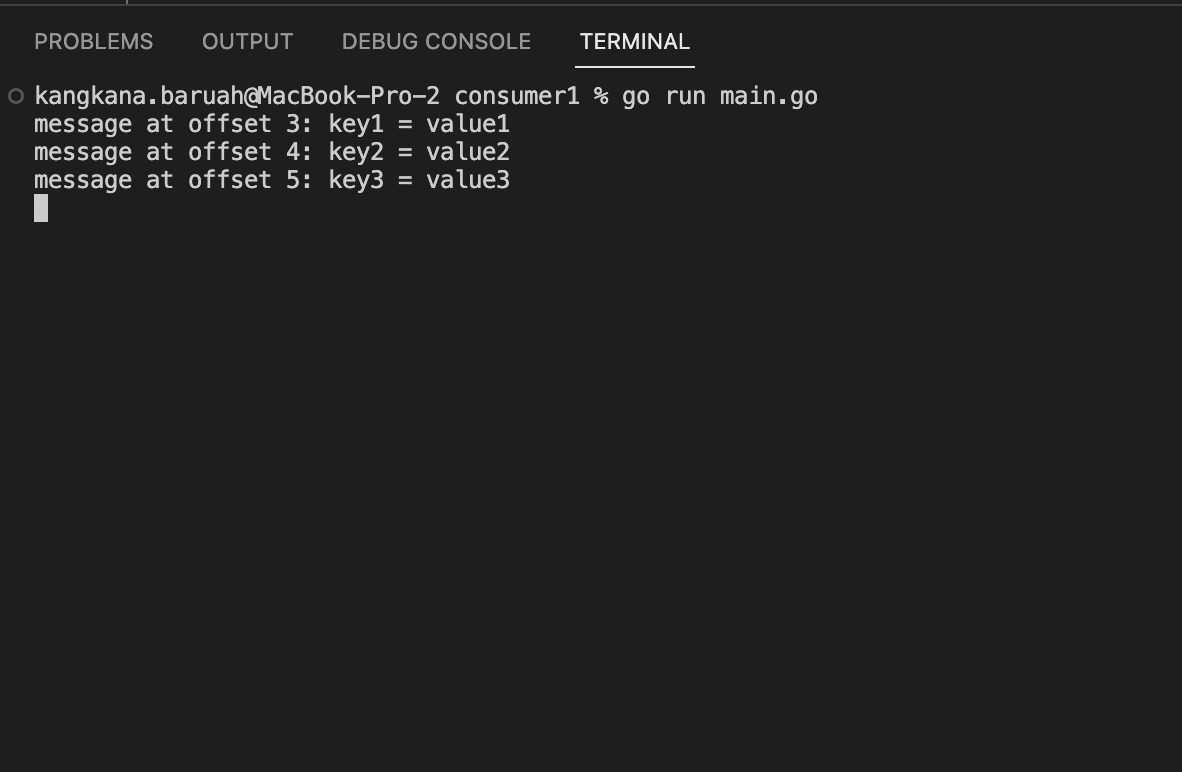 PROBLEMS OUTPUT DEBUG CONSOLE TERMINAL
kangkana.baruah@MacBook-Pro-2 consumer1 % go run main.go
message at offset 3: key1 = value1
message at offset 4: key2 = value2
message at offset 5: key3 = value3